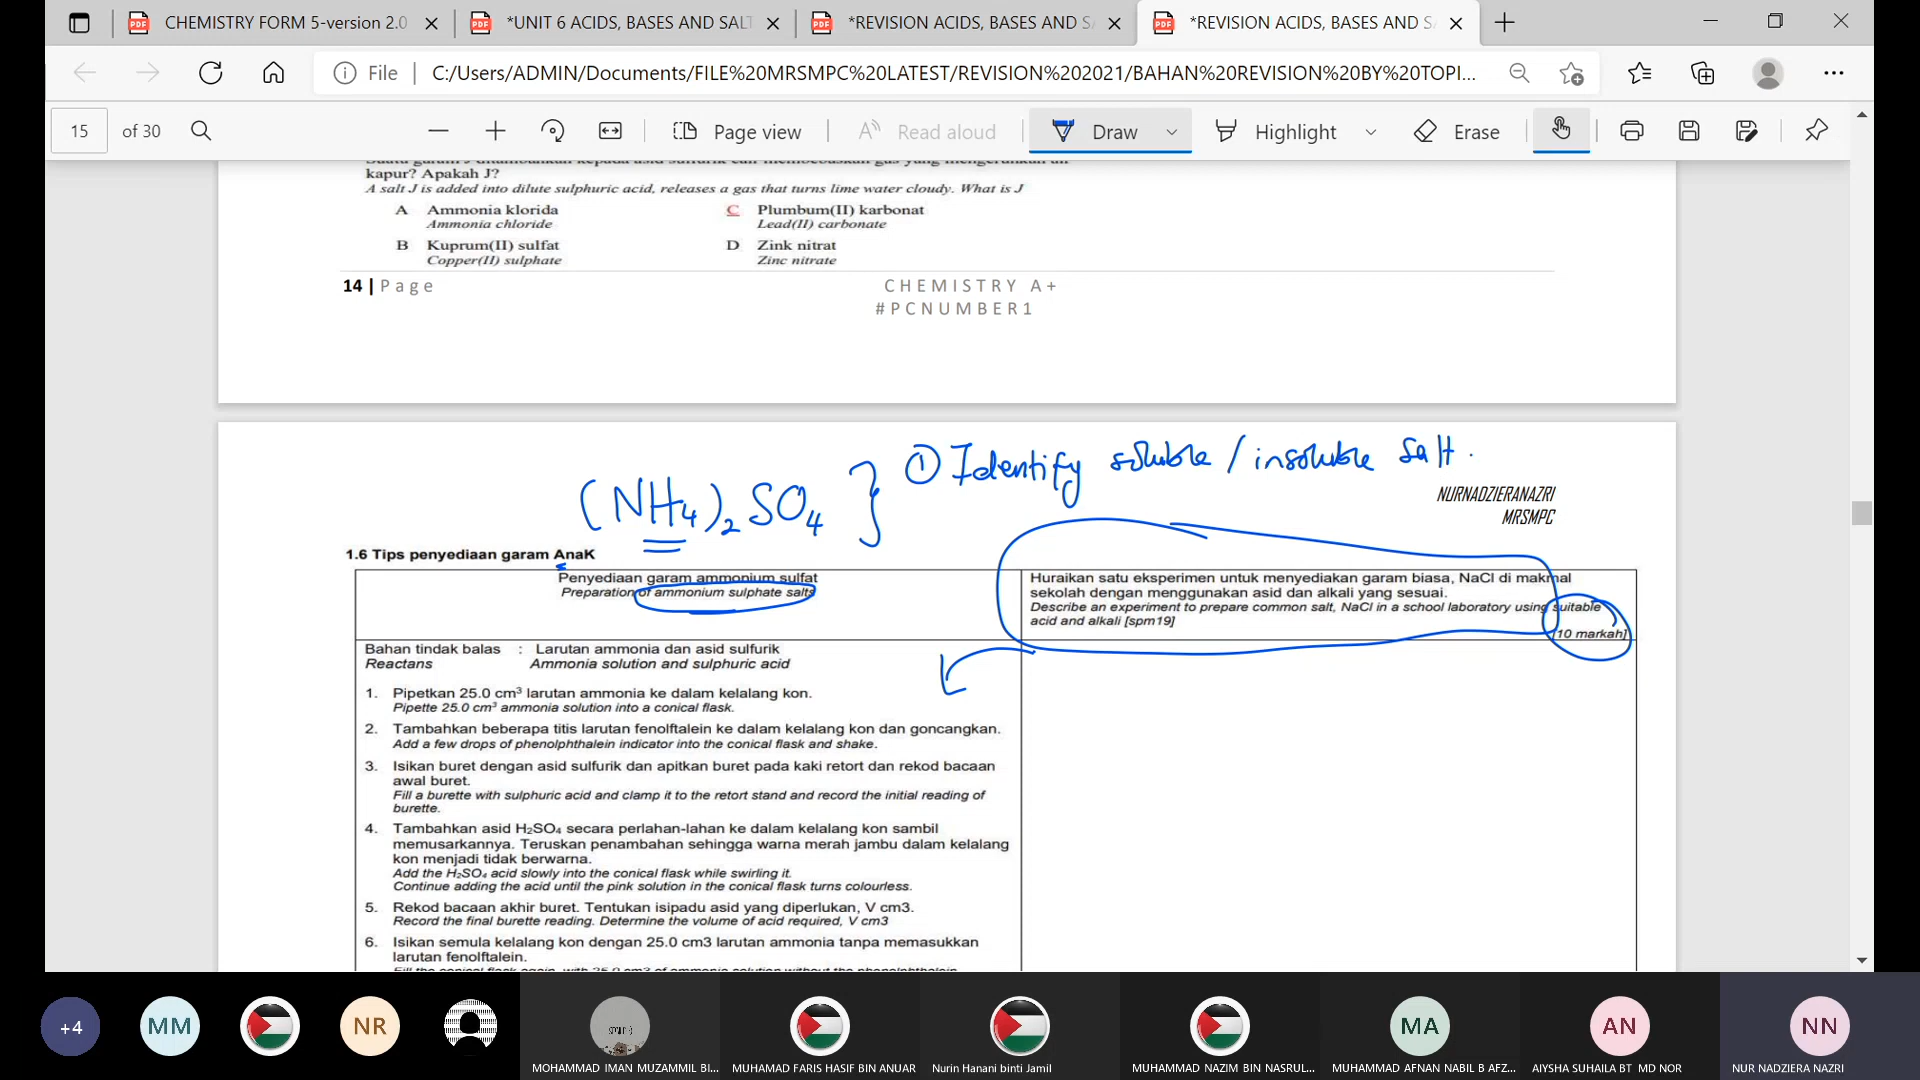 CHEMISTRY FORM 5-version 2.0
*UNIT 6 ACIDS, BASES AND SALT
*REVISION ACIDS, BASES AND SA
*REVISION ACIDS, BASES AND SA
File | C:/Users/ADMIN/Documents/FILE%20MRSMPC%20LATEST/REVISION%202021/BAHAN%20REVISION%20BY%20TOPI...
15 of 30
Page view
Read aloud
Draw
Highlight
Erase
kapur? Apakah J?
A salt J is added into dilute sulphuric acid, releases a gas that turns lime water cloudy. What is J
A Ammonia klorida
Ammonia chloride
C Plumbum(II) karbonat
Lead(II) carbonate
B Kuprum(II) sulfat
Copper(II) sulphate
D Zink nitrat
Zinc nitrate
14 | Page
CHEMISTRY A+
#PCNUMBER1
① Identify soluble / insoluble salt.
(NH₄)₂SO₄ }
NURNADZIERANAZRI
MRSMPC
1.6 Tips penyediaan garam AnaK
Penyediaan garam ammonium sulfat
Preparation of ammonium sulphate salts
Huraikan satu eksperimen untuk menyediakan garam biasa, NaCl di makmal
sekolah dengan menggunakan asid dan alkali yang sesuai.
Describe an experiment to prepare common salt, NaCl in a school laboratory using suitable
acid and alkali [spm19]
[10 markah]
Bahan tindak balas : Larutan ammonia dan asid sulfurik
Reactans Ammonia solution and sulphuric acid
1. Pipetkan 25.0 cm³ larutan ammonia ke dalam kelalang kon.
Pipette 25.0 cm³ ammonia solution into a conical flask.
2. Tambahkan beberapa titis larutan fenolftalein ke dalam kelalang kon dan goncangkan.
Add a few drops of phenolphthalein indicator into the conical flask and shake.
3. Isikan buret dengan asid sulfurik dan apitkan buret pada kaki retort dan rekod bacaan
awal buret.
Fill a burette with sulphuric acid and clamp it to the retort stand and record the initial reading of
burette.
4. Tambahkan asid H₂SO₄ secara perlahan-lahan ke dalam kelalang kon sambil
memusarkannya. Teruskan penambahan sehingga warna merah jambu dalam kelalang
kon menjadi tidak berwarna.
Add the H₂SO₄ acid slowly into the conical flask while swirling it.
Continue adding the acid until the pink solution in the conical flask turns colourless.
5. Rekod bacaan akhir buret. Tentukan isipadu asid yang diperlukan, V cm3.
Record the final burette reading. Determine the volume of acid required, V cm3
6. Isikan semula kelalang kon dengan 25.0 cm3 larutan ammonia tanpa memasukkan
larutan fenolftalein.
+4
MM
NR
MA
AN
NN
MOHAMMAD IMAN MUZAMMIL BI...
MUHAMAD FARIS HASIF BIN ANUAR
Nurin Hanani binti Jamil
MUHAMMAD NAZIM BIN NASRUL...
MUHAMMAD AFNAN NABIL B AFZ...
AIYSHA SUHAILA BT MD NOR
NUR NADZIERA NAZRI